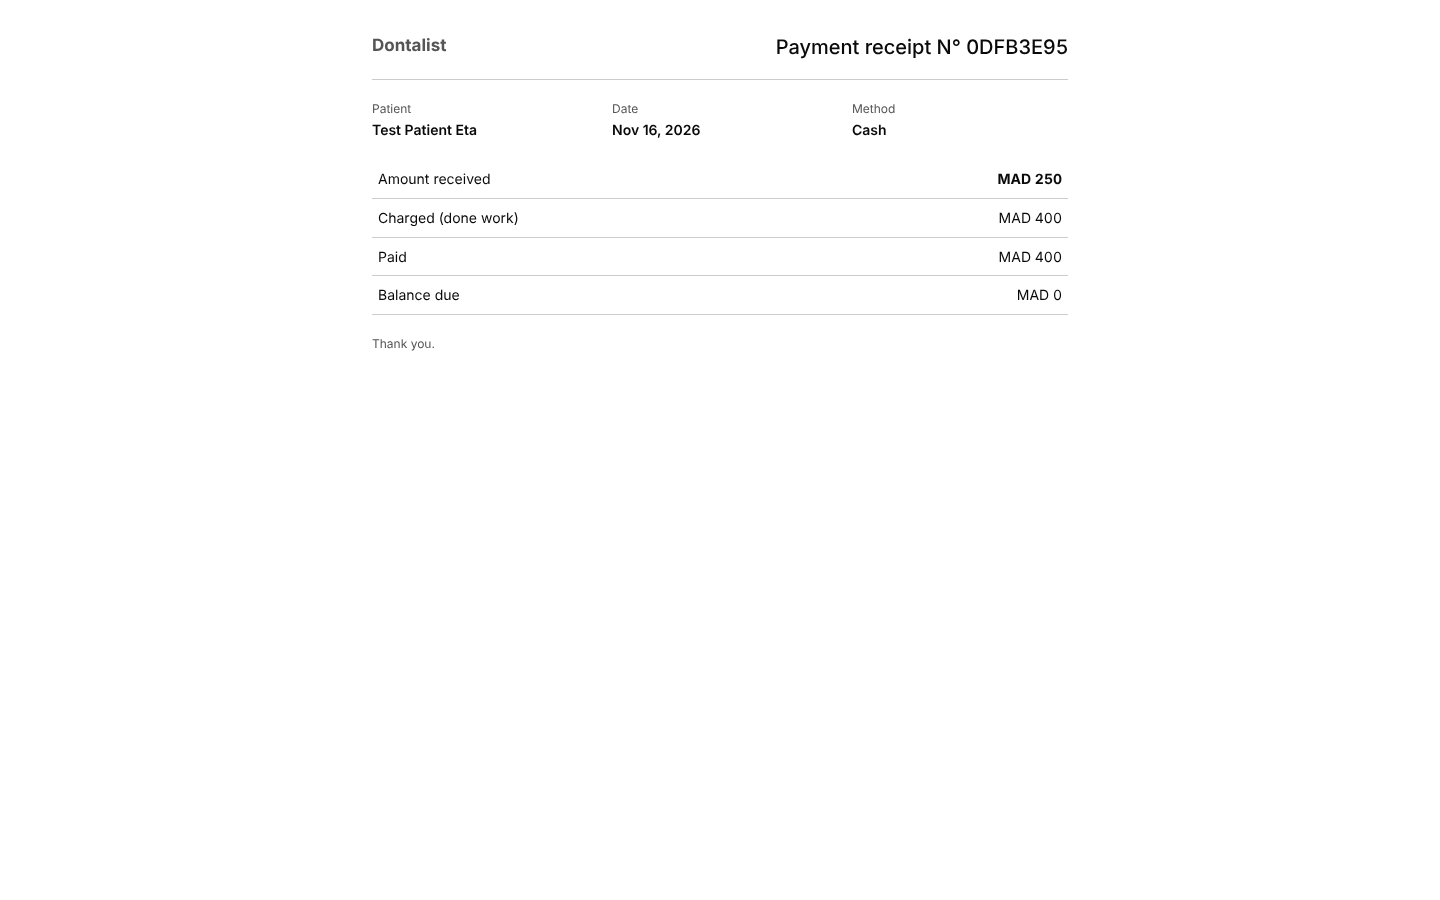 Dontalist
Payment receipt N° 0DFB3E95
Patient
Test Patient Eta
Date
Nov 16, 2026
Method
Cash
Amount received MAD 250
Charged (done work) MAD 400
Paid MAD 400
Balance due MAD 0
Thank you.